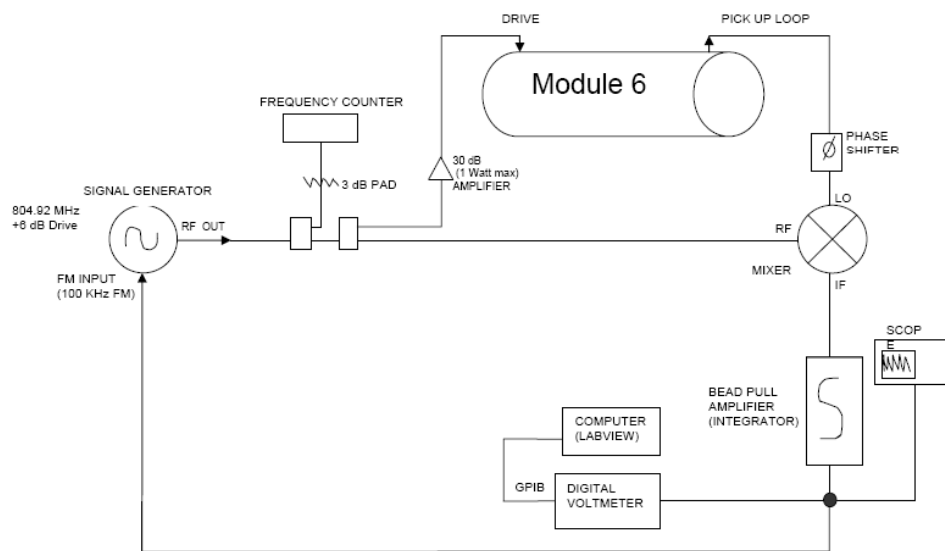 DRIVE
PICK UP LOOP
Module 6
FREQUENCY COUNTER
3 dB PAD
30 dB
(1 Watt max)
AMPLIFIER
PHASE
SHIFTER
SIGNAL GENERATOR
804.92 MHz
+6 dB Drive
RF OUT
LO
RF
MIXER
IF
FM INPUT
(100 KHz FM)
SCOP
E
BEAD PULL
AMPLIFIER
(INTEGRATOR)
COMPUTER
(LABVIEW)
GPIB
DIGITAL
VOLTMETER